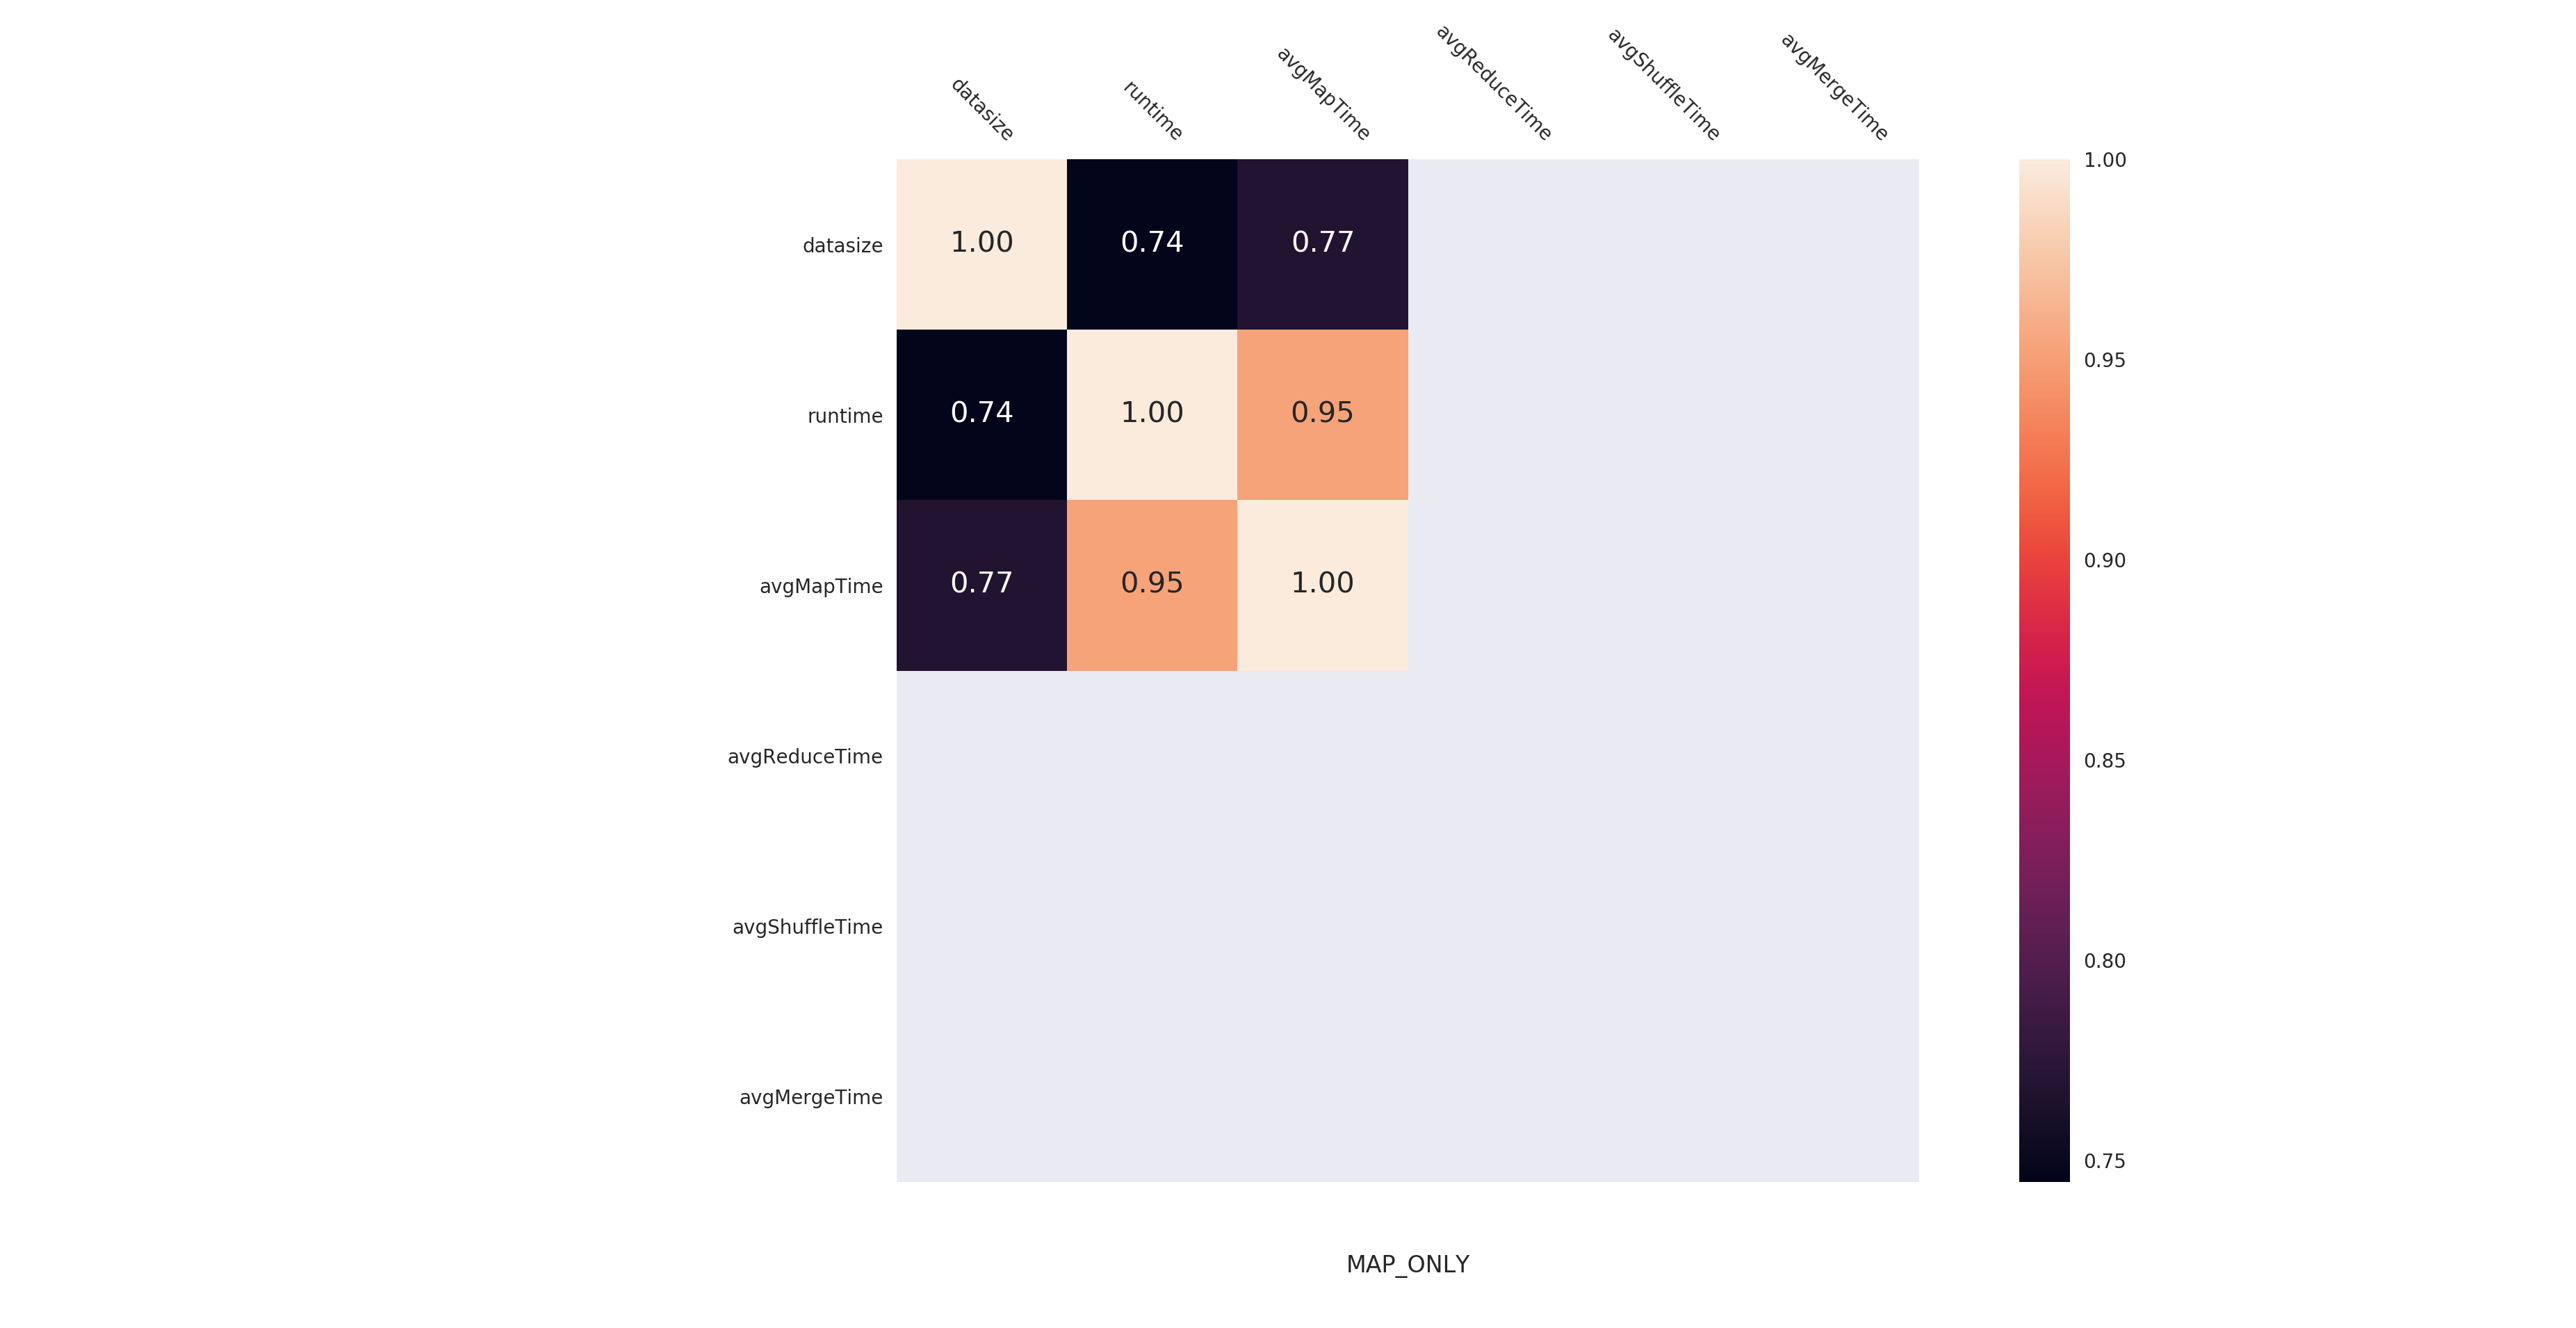 datasize
runtime
avgMapTime
avgReduceTime
avgShuffleTime
avgMergeTime
datasize 1.00 0.74 0.77
runtime 0.74 1.00 0.95
avgMapTime 0.77 0.95 1.00
avgReduceTime
avgShuffleTime
avgMergeTime
1.00
0.95
0.90
0.85
0.80
0.75
MAP_ONLY